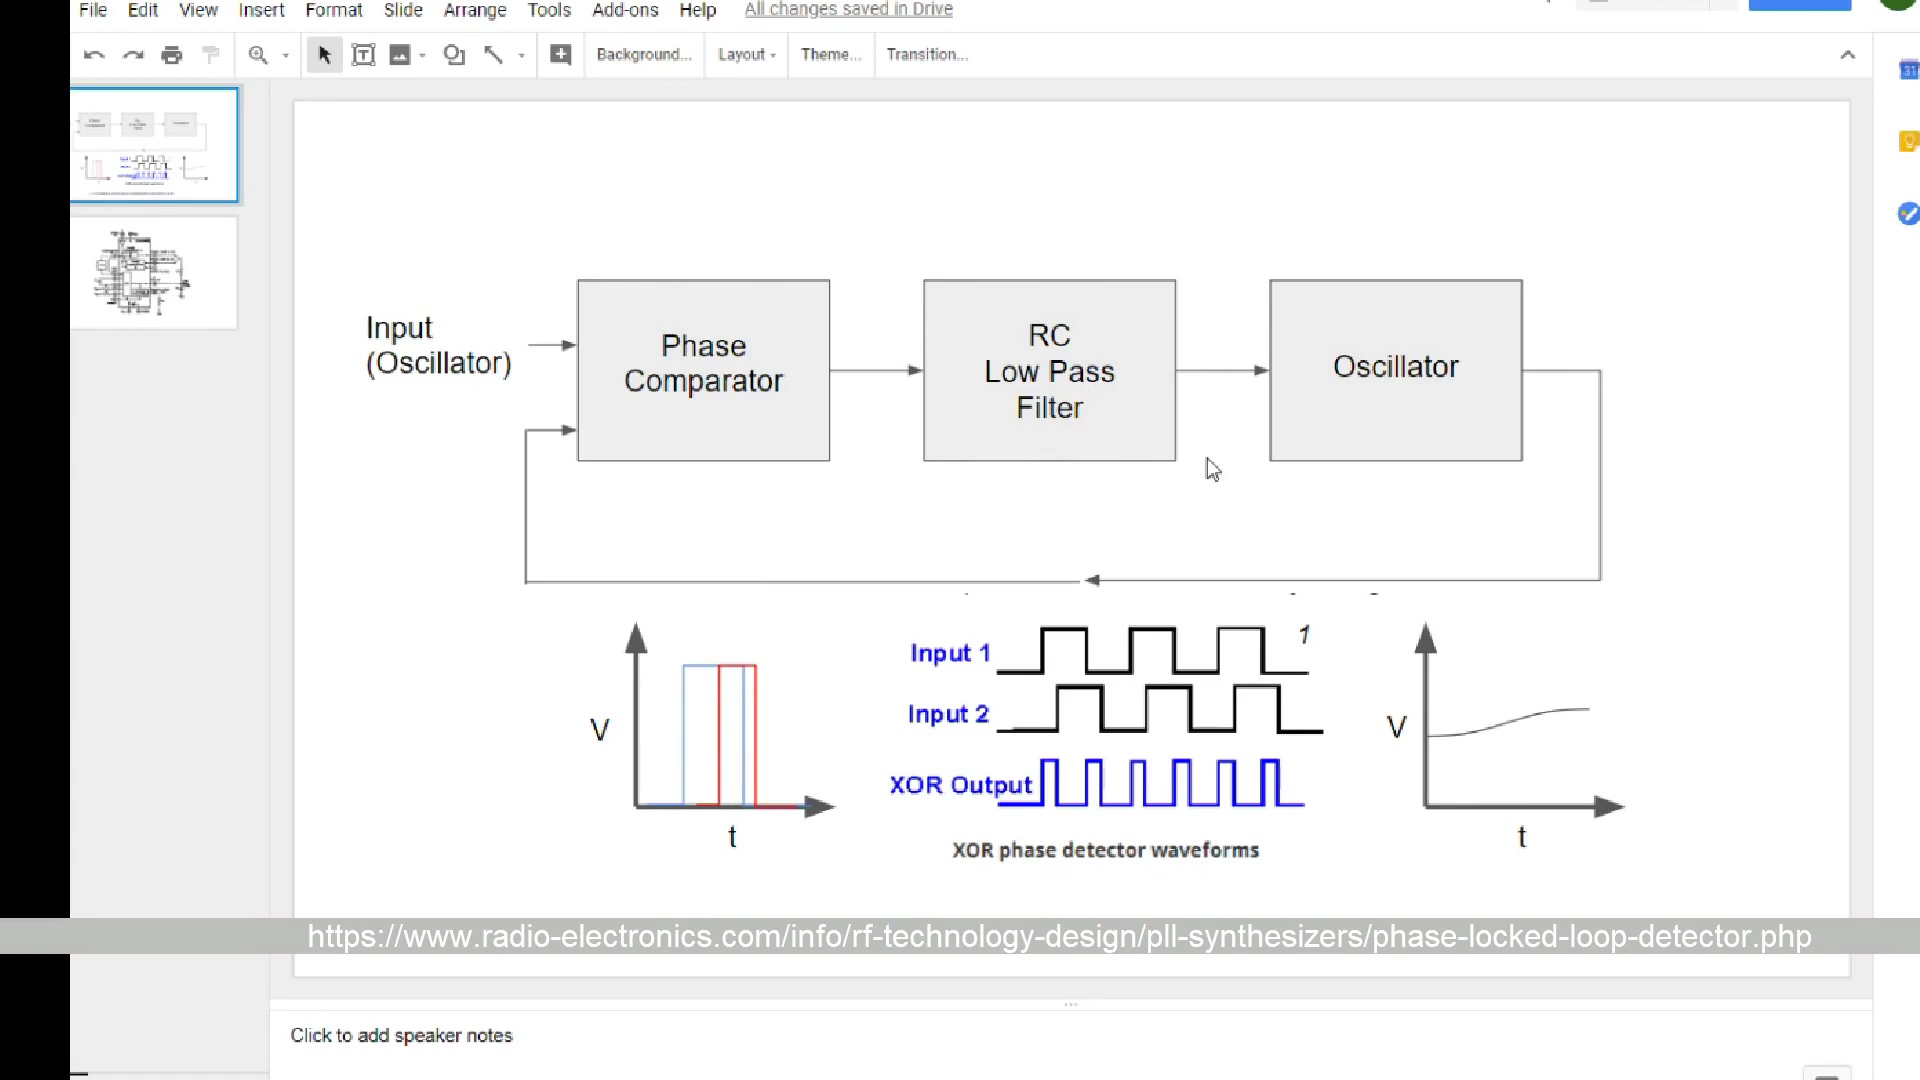 File Edit View Insert Format Slide Arrange Tools Add-ons Help All changes saved in Drive
Background... Layout Theme... Transition...
31
Input
(Oscillator)
Phase
Comparator
RC
Low Pass
Filter
Oscillator
V
t
Input 1
1
Input 2
XOR Output
XOR phase detector waveforms
V
t
https://www.radio-electronics.com/info/rf-technology-design/pll-synthesizers/phase-locked-loop-detector.php
Click to add speaker notes